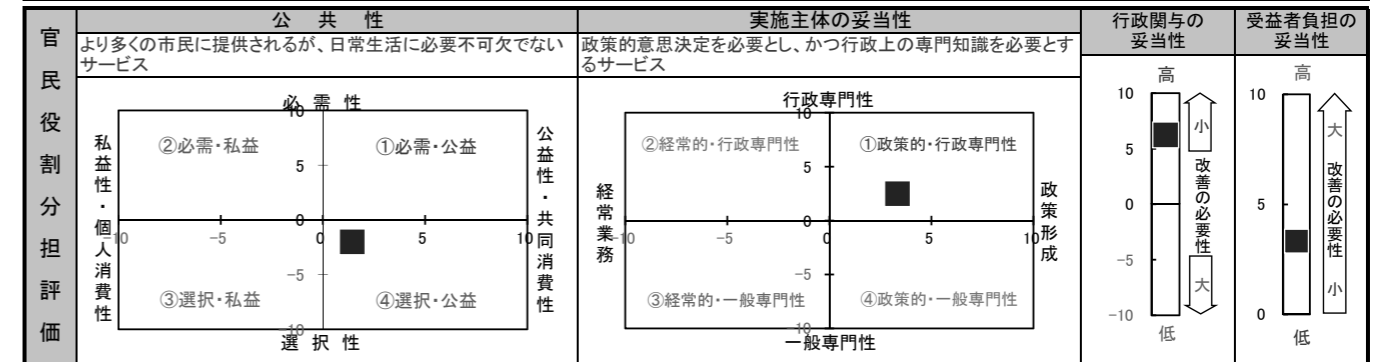 官民役割分担評価
公共性
より多くの市民に提供されるが、日常生活に必要不可欠でない
サービス
必需性
10
②必需・私益
①必需・公益
5
私益性・個人消費性
公益性・共同消費性
0
-10
-5
0
5
10
-5
③選択・私益
④選択・公益
-10
選択性
実施主体の妥当性
政策的意思決定を必要とし、かつ行政上の専門知識を必要とす
るサービス
行政専門性
10
②経常的・行政専門性
①政策的・行政専門性
5
経常業務
政策形成
0
-10
-5
0
5
10
-5
③経常的・一般専門性
④政策的・一般専門性
-10
一般専門性
行政関与の
妥当性
高
10
5
0
-5
-10
低
小
改善の必要性
大
受益者負担の
妥当性
高
10
5
0
低
大
改善の必要性
小